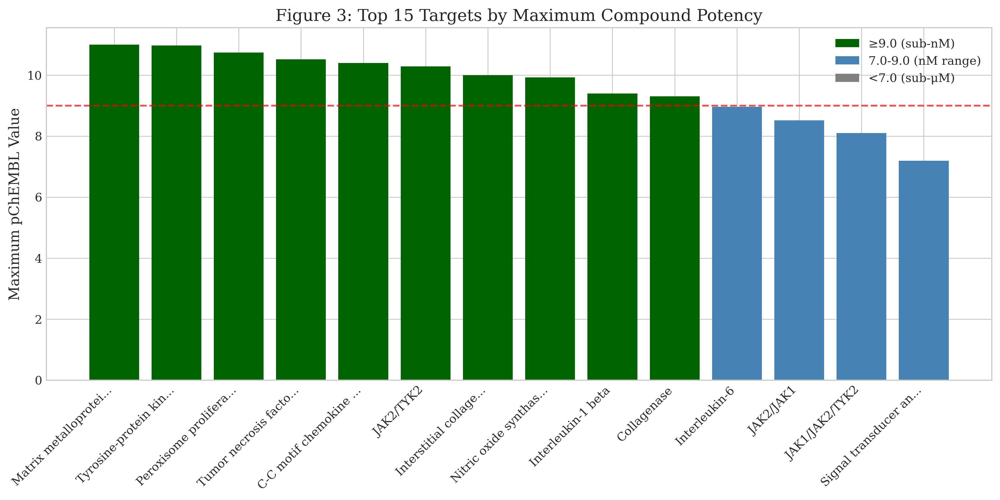 Figure 3: Top 15 Targets by Maximum Compound Potency
≥9.0 (sub-nM)
7.0-9.0 (nM range)
<7.0 (sub-μM)
Maximum pChEMBL Value
10
8
6
4
2
0
Matrix metalloprotei...
Tyrosine-protein kin...
Peroxisome prolifera...
Tumor necrosis facto...
C-C motif chemokine ...
JAK2/TYK2
Interstitial collage...
Nitric oxide synthas...
Interleukin-1 beta
Collagenase
Interleukin-6
JAK2/JAK1
JAK1/JAK2/TYK2
Signal transducer an...